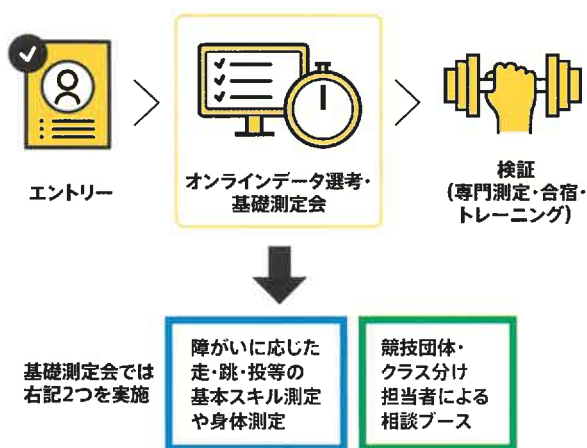 エントリー
オンラインデータ選考・
基礎測定会
検証
(専門測定・合宿・
トレーニング)
基礎測定会では
右記2つを実施
障がいに応じた
走・跳・投等の
基本スキル測定
や身体測定
競技団体・
クラス分け
担当者による
相談ブース